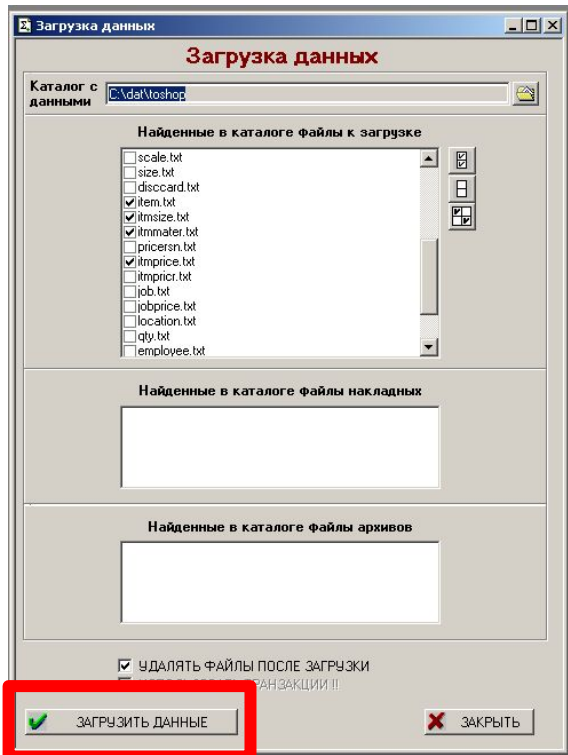 Загрузка данных
Загрузка данных
Каталог с данными
C:\dat\toshop
Найденные в каталоге файлы к загрузке
scale.txt
size.txt
disccard.txt
item.txt
itmsize.txt
itmmater.txt
pricersn.txt
itmprice.txt
itmpricr.txt
job.txt
jobprice.txt
location.txt
qty.txt
employee.txt
Найденные в каталоге файлы накладных
Найденные в каталоге файлы архивов
УДАЛЯТЬ ФАЙЛЫ ПОСЛЕ ЗАГРУЗКИ
ТРАНЗАКЦИИ !!
ЗАГРУЗИТЬ ДАННЫЕ
ЗАКРЫТЬ